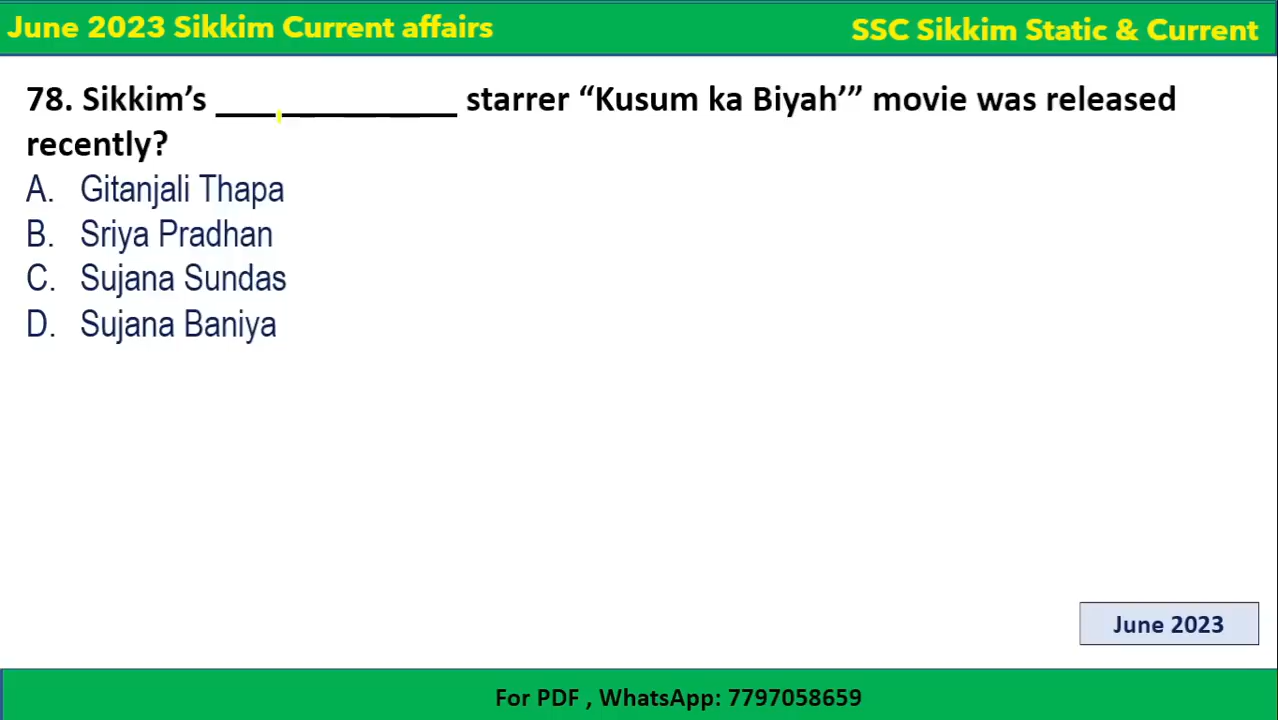 June 2023 Sikkim Current affairs
SSC Sikkim Static & Current
78. Sikkim’s ______________ starrer “Kusum ka Biyah’” movie was released
recently?
A. Gitanjali Thapa
B. Sriya Pradhan
C. Sujana Sundas
D. Sujana Baniya
June 2023
For PDF , WhatsApp: 7797058659